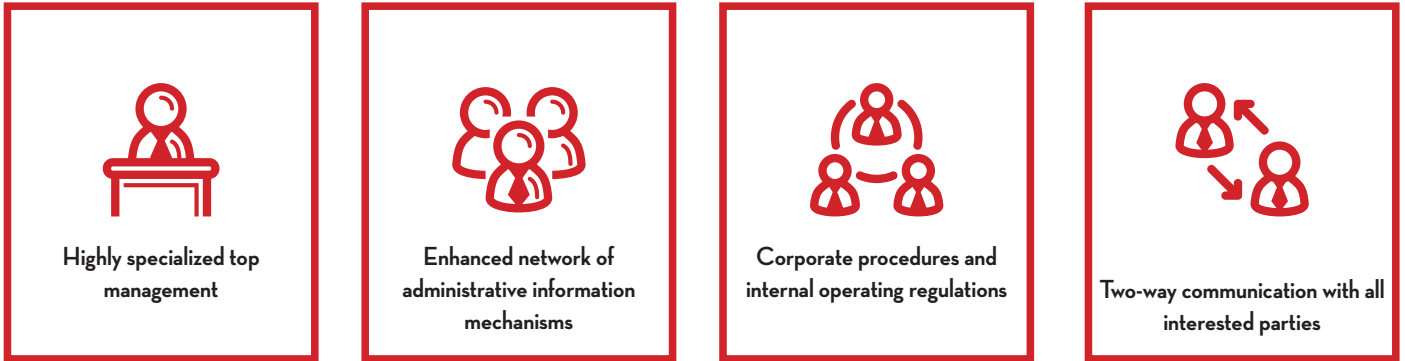 Highly specialized top
management
Enhanced network of
administrative information
mechanisms
Corporate procedures and
internal operating regulations
Two-way communication with all
interested parties